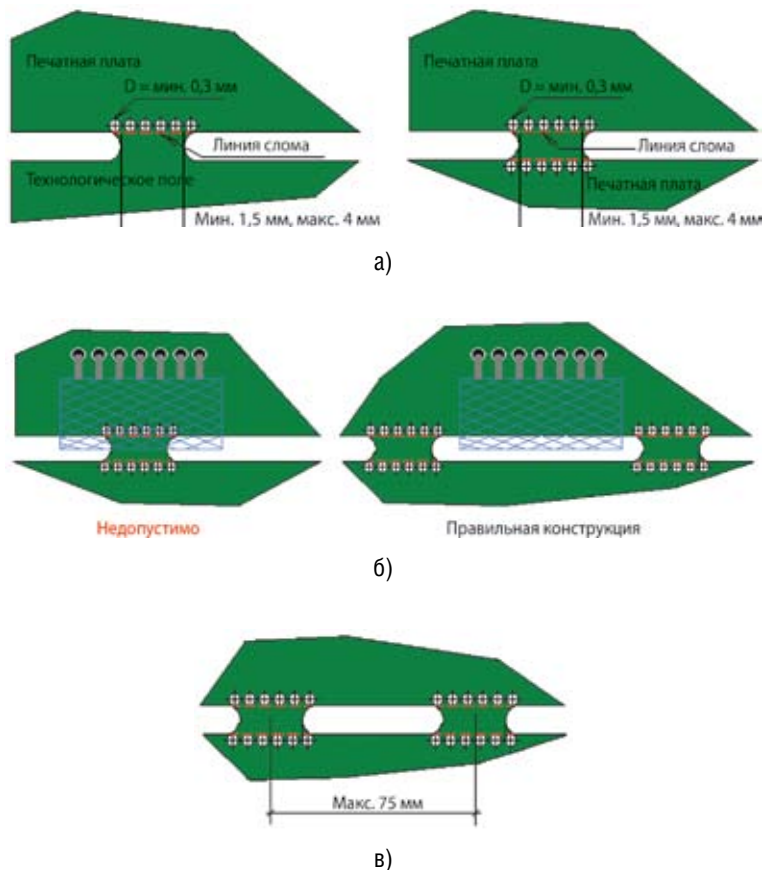 Печатная плата
D = мин. 0,3 мм
Линия слома
Технологическое поле
Мин. 1,5 мм, макс. 4 мм
Печатная плата
D = мин. 0,3 мм
Линия слома
Печатная плата
Мин. 1,5 мм, макс. 4 мм
а)
Недопустимо
Правильная конструкция
б)
Макс. 75 мм
в)